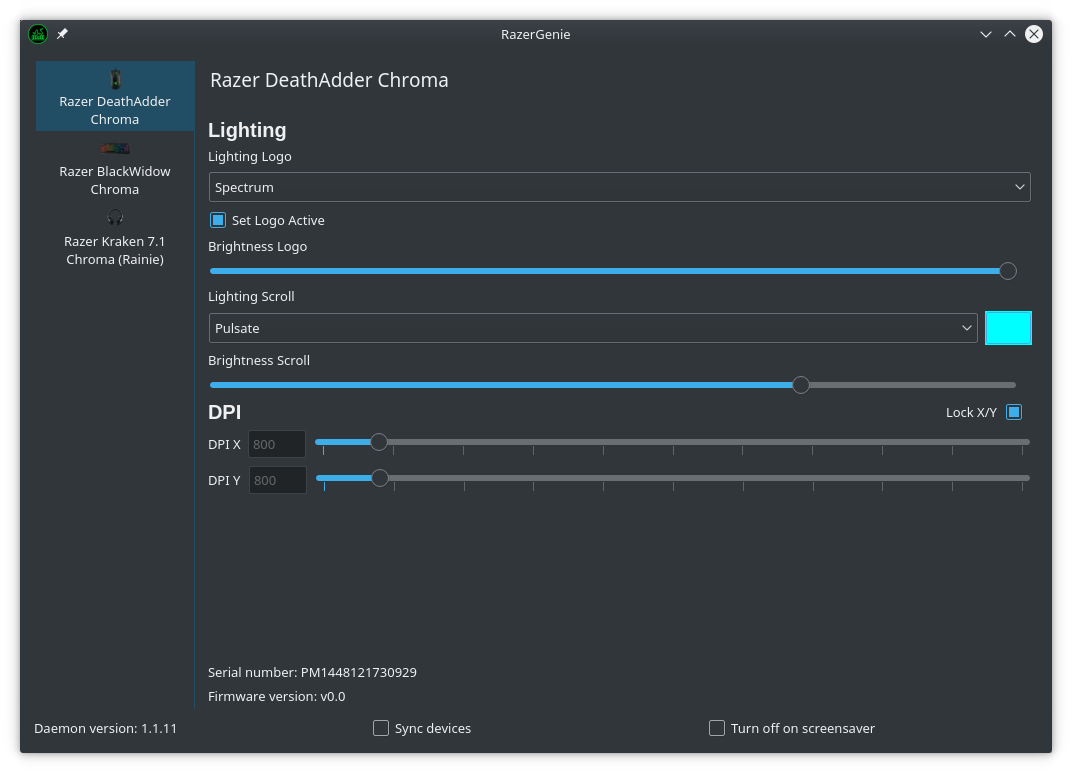 RazerGenie
Razer DeathAdder
Chroma
Razer BlackWidow
Chroma
Razer Kraken 7.1
Chroma (Rainie)
Razer DeathAdder Chroma
Lighting
Lighting Logo
Spectrum
Set Logo Active
Brightness Logo
Lighting Scroll
Pulsate
Brightness Scroll
DPI
Lock X/Y
DPI X 800
DPI Y 800
Serial number: PM1448121730929
Firmware version: v0.0
Daemon version: 1.1.11
Sync devices
Turn off on screensaver